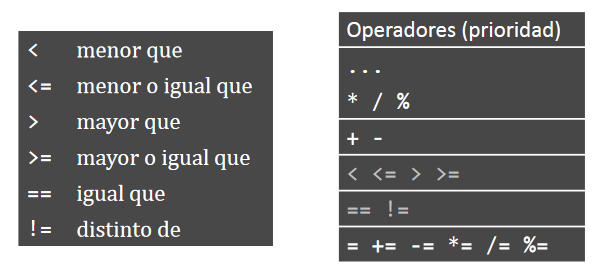 < menor que
<= menor o igual que
> mayor que
>= mayor o igual que
== igual que
!= distinto de
Operadores (prioridad)
...
* / %
+ -
< <= > >=
== !=
= += -= *= /= %=